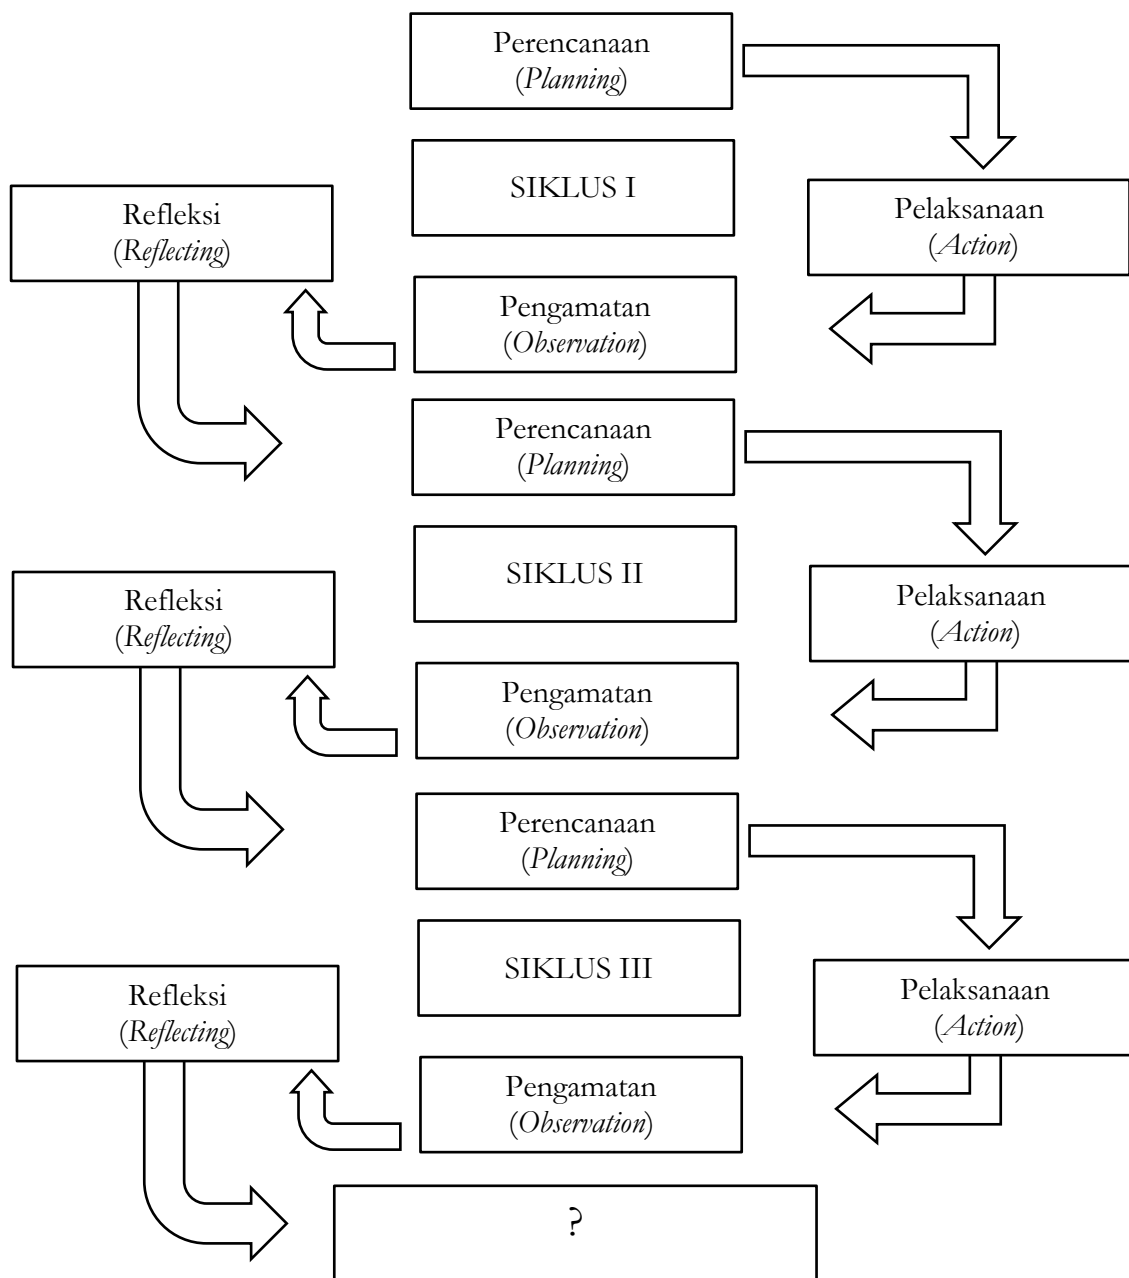 Perencanaan
(Planning)
SIKLUS I
Refleksi
(Reflecting)
Pelaksanaan
(Action)
Pengamatan
(Observation)
Perencanaan
(Planning)
SIKLUS II
Refleksi
(Reflecting)
Pelaksanaan
(Action)
Pengamatan
(Observation)
Perencanaan
(Planning)
SIKLUS III
Refleksi
(Reflecting)
Pelaksanaan
(Action)
Pengamatan
(Observation)
?